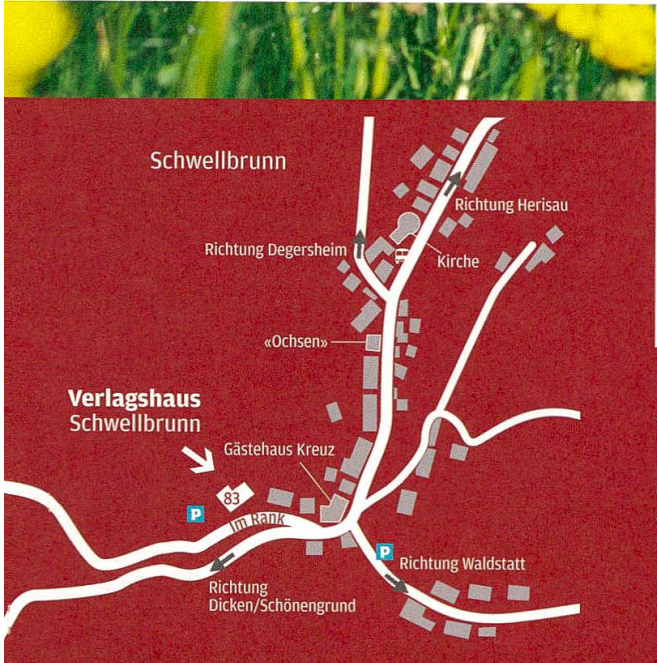 Schwellbrunn
Richtung Herisau
Richtung Degersheim
Kirche
«Ochsen»
Verlagshaus
Schwellbrunn
Gästehaus Kreuz
83
P
Im Rank
P
Richtung Waldstatt
Richtung
Dicken/Schönengrund